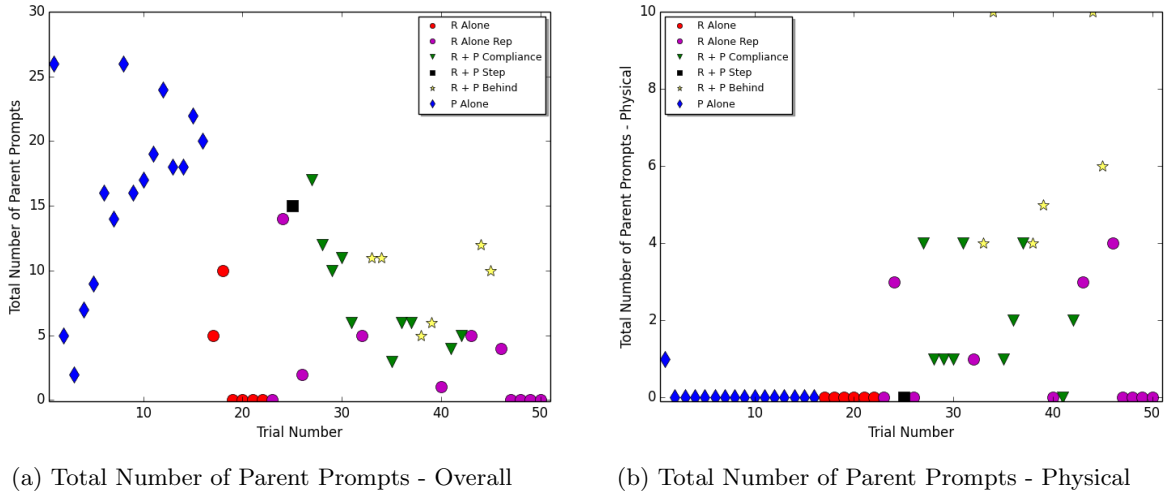 30
25
20
15
10
5
0
Total Number of Parent Prompts
10
20
30
40
50
Trial Number
R Alone
R Alone Rep
R + P Compliance
R + P Step
R + P Behind
P Alone
(a) Total Number of Parent Prompts - Overall
10
8
6
4
2
0
Total Number of Parent Prompts - Physical
10
20
30
40
50
Trial Number
R Alone
R Alone Rep
R + P Compliance
R + P Step
R + P Behind
P Alone
(b) Total Number of Parent Prompts - Physical